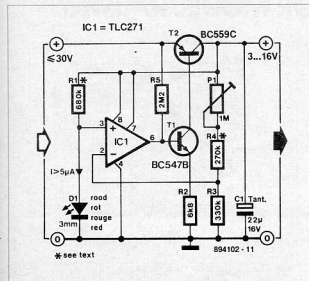 IC1 = TLC271
T2
BC559C
≤30V
3...16V
R1*
680k
R5
2M2
P1
1M
8
7
3
+
IC1
6
2
−
4
T1
BC547B
R4*
270k
I>5µA
D1
rood
rot
rouge
red
3mm
R2
6k8
R3
330k
C1 Tant.
22µ
16V
* see text
894102 - 11